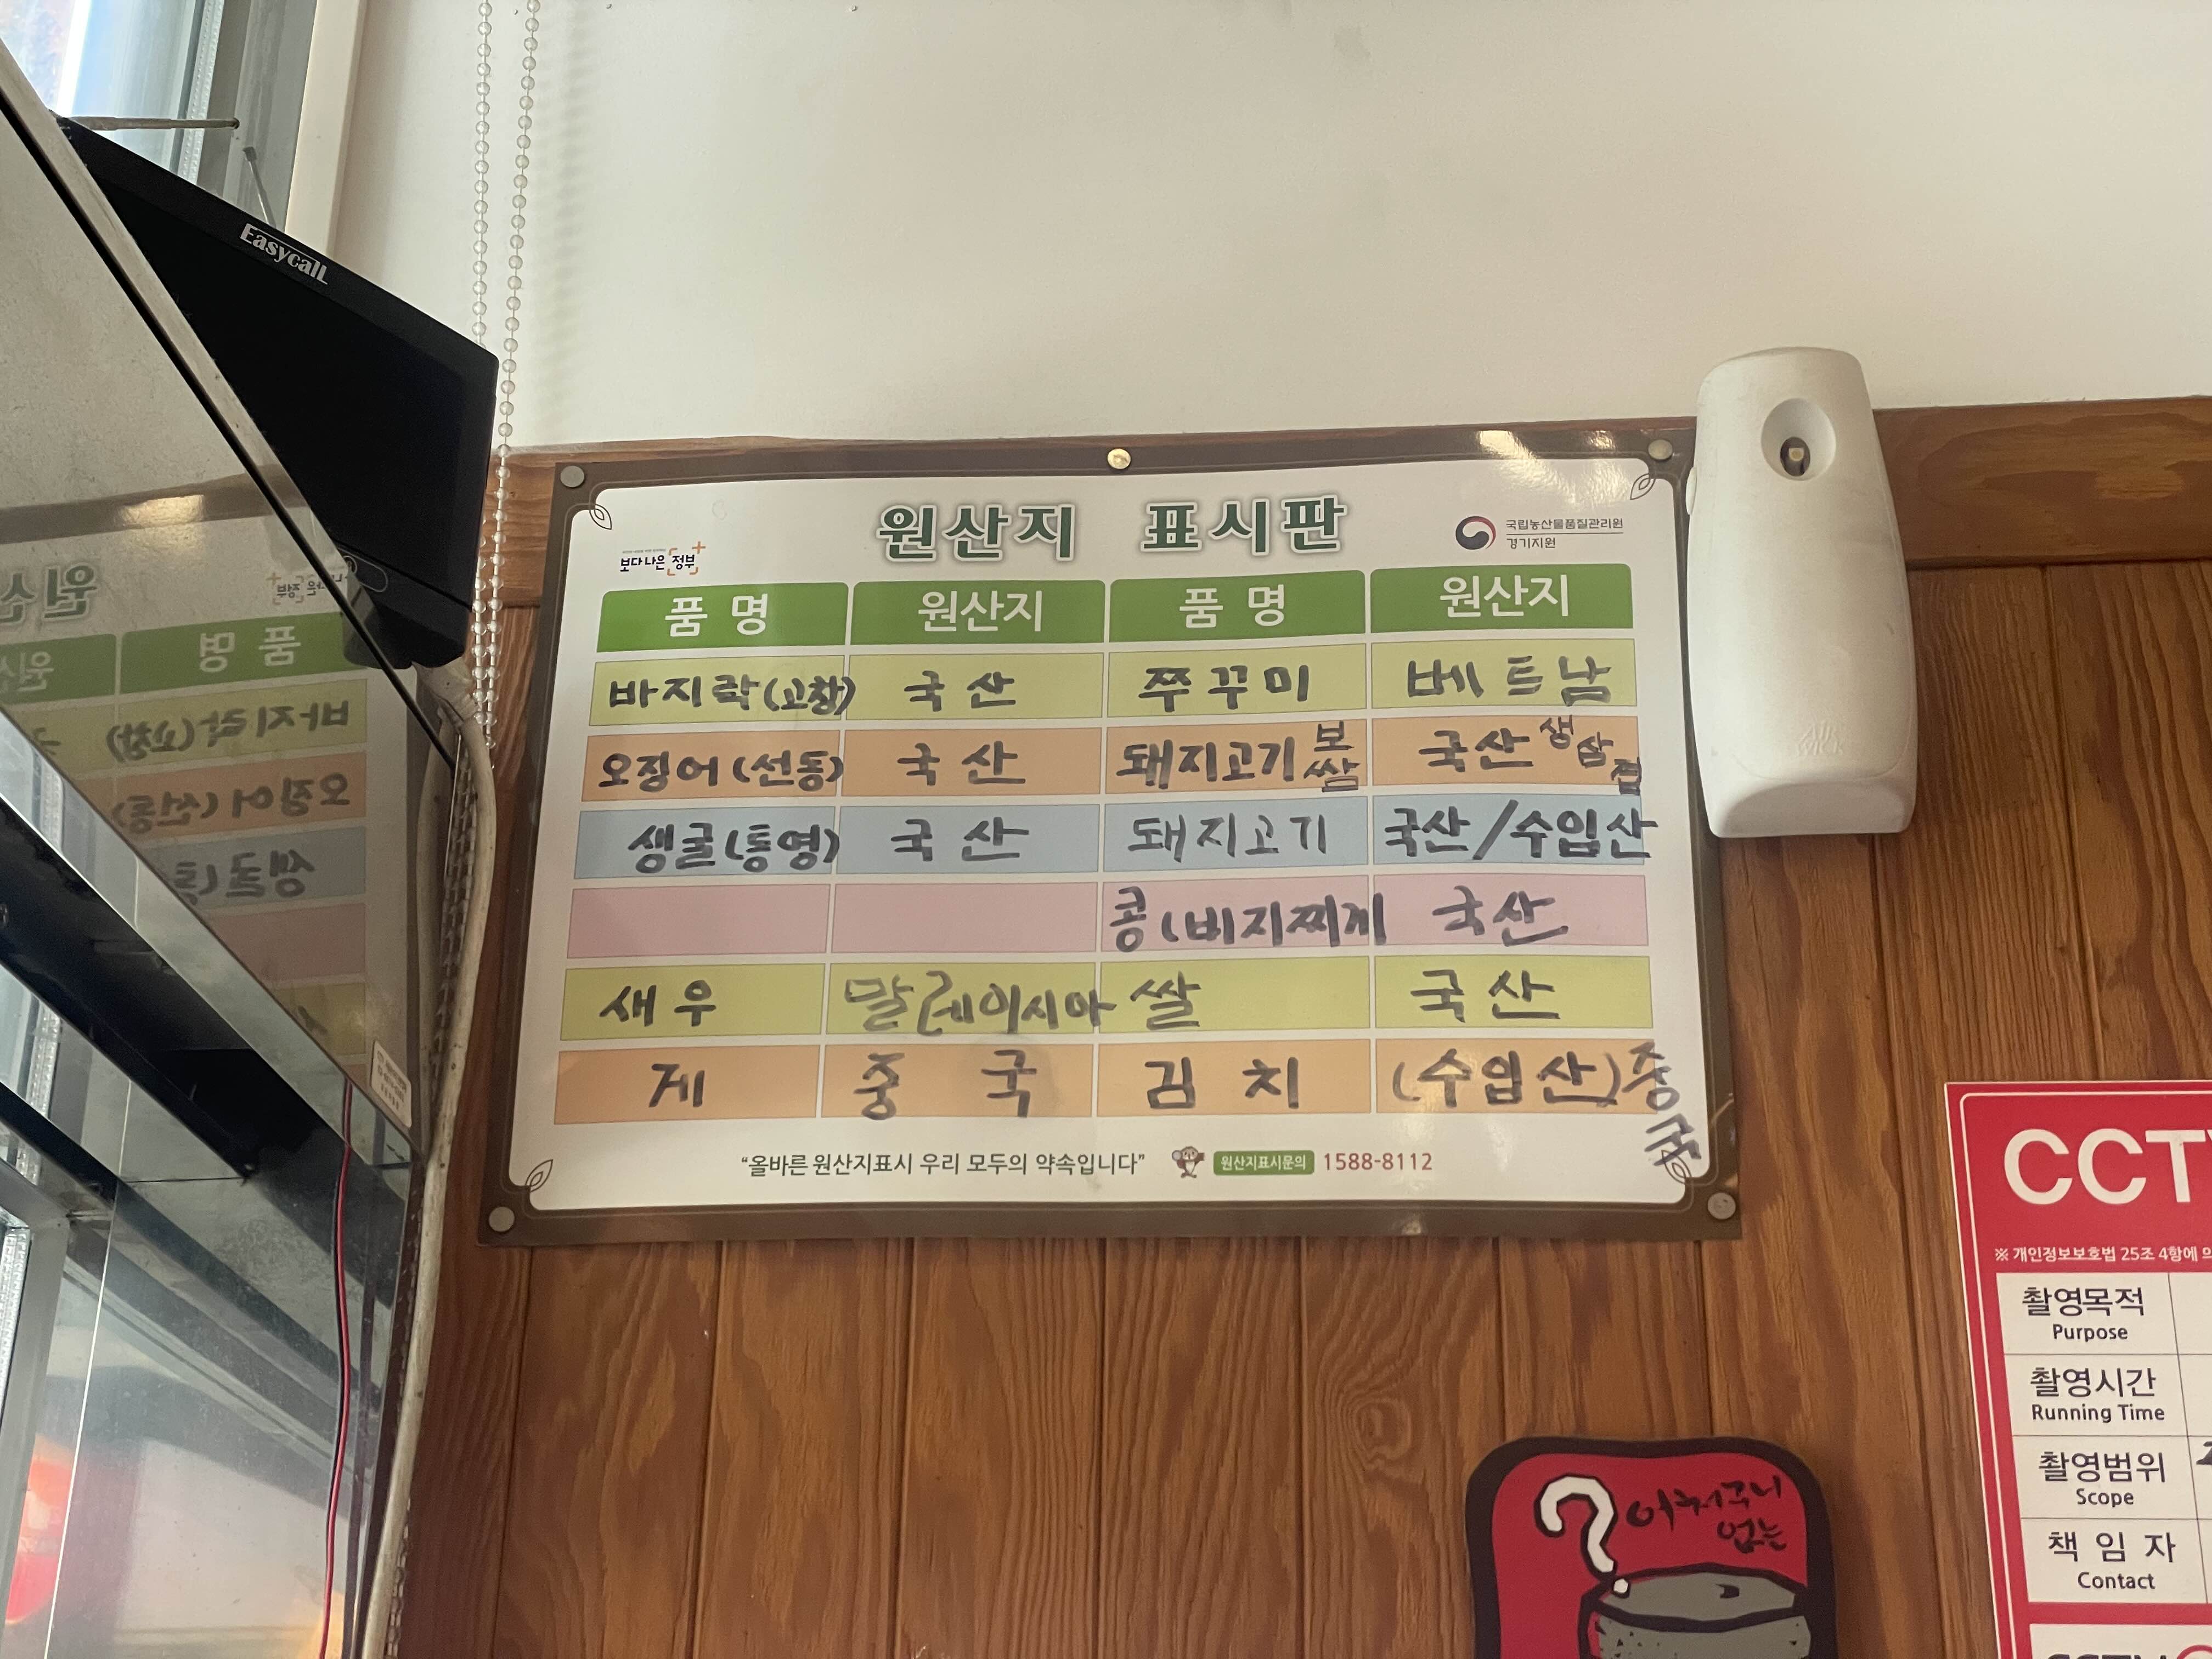 Easycall
원산지 표시판
보다 나은 정부
국립농산물품질관리원
경기지원
품 명 원산지 품 명 원산지
바지락(고창) 국산 쭈꾸미 베트남
오징어(선동) 국산 돼지고기 보쌈 국산 생삼겹
생굴(통영) 국산 돼지고기 국산/수입산
콩(비지찌게 국산
새우 말레이시아 쌀 국산
게 중국 김치 (수입산)중국
“올바른 원산지표시 우리 모두의 약속입니다” 원산지표시문의 1588-8112
CCTV
※ 개인정보보호법 25조 4항에 의
촬영목적
Purpose
촬영시간
Running Time
촬영범위
Scope
책 임 자
Contact
? 어처구니
없는